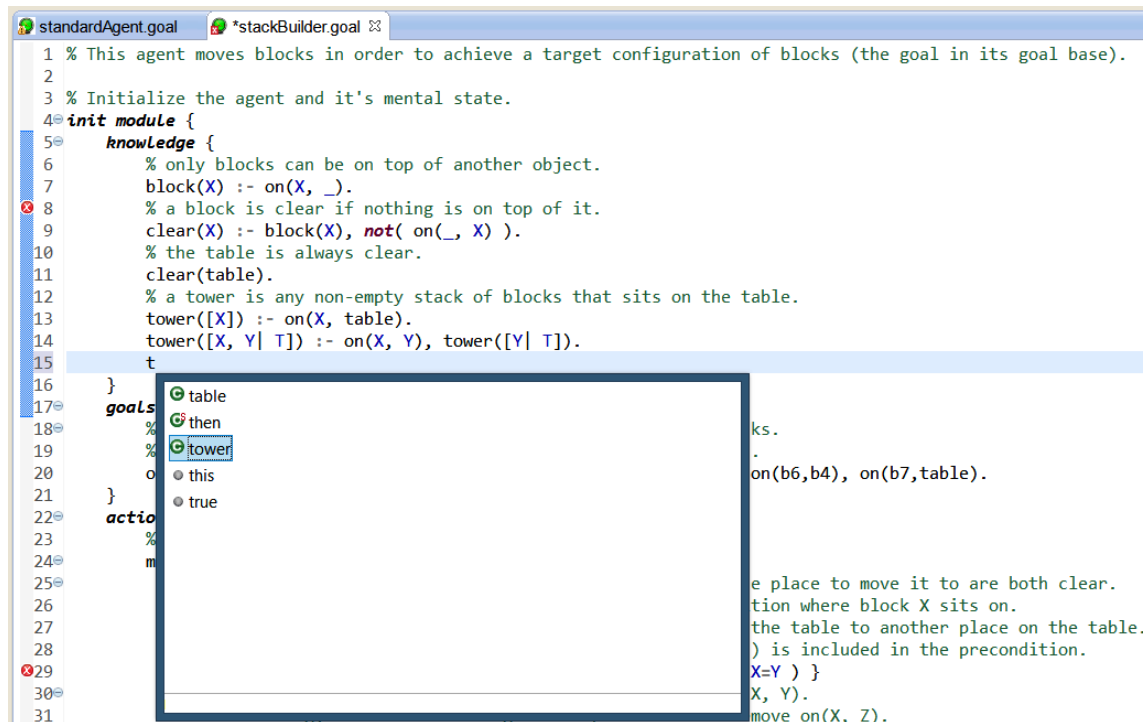 standardAgent.goal *stackBuilder.goal
1 % This agent moves blocks in order to achieve a target configuration of blocks (the goal in its goal base).
2
3 % Initialize the agent and it's mental state.
4 init module {
5 knowledge {
6 % only blocks can be on top of another object.
7 block(X) :- on(X, _).
8 % a block is clear if nothing is on top of it.
9 clear(X) :- block(X), not( on(_, X) ).
10 % the table is always clear.
11 clear(table).
12 % a tower is any non-empty stack of blocks that sits on the table.
13 tower([X]) :- on(X, table).
14 tower([X, Y| T]) :- on(X, Y), tower([Y| T]).
15 t
16 }
table
17 goals
then
18 % ks.
tower
19 % .
20 o on(b6,b4), on(b7,table).
this
21 }
true
22 actio
23 %
24 m
25 e place to move it to are both clear.
26 tion where block X sits on.
27 the table to another place on the table.
28 ) is included in the precondition.
29 X=Y ) }
30 X, Y).
31 move on(X, Z).